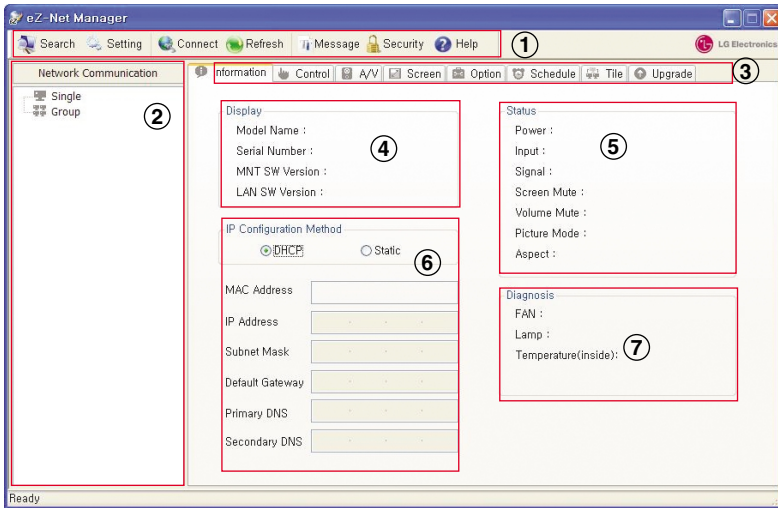 eZ-Net Manager
Search Setting Connect Refresh Message Security Help ① LG Electronics
Network Communication
Single
Group
②
Information Control A/V Screen Option Schedule Tile Upgrade ③
Display
Model Name :
Serial Number :
MNT SW Version :
LAN SW Version :
④
Status
Power :
Input :
Signal :
Screen Mute :
Volume Mute :
Picture Mode :
Aspect :
⑤
IP Configuration Method
DHCP Static
⑥
MAC Address
IP Address
Subnet Mask
Default Gateway
Primary DNS
Secondary DNS
Diagnosis
FAN :
Lamp :
Temperature(inside):
⑦
Ready